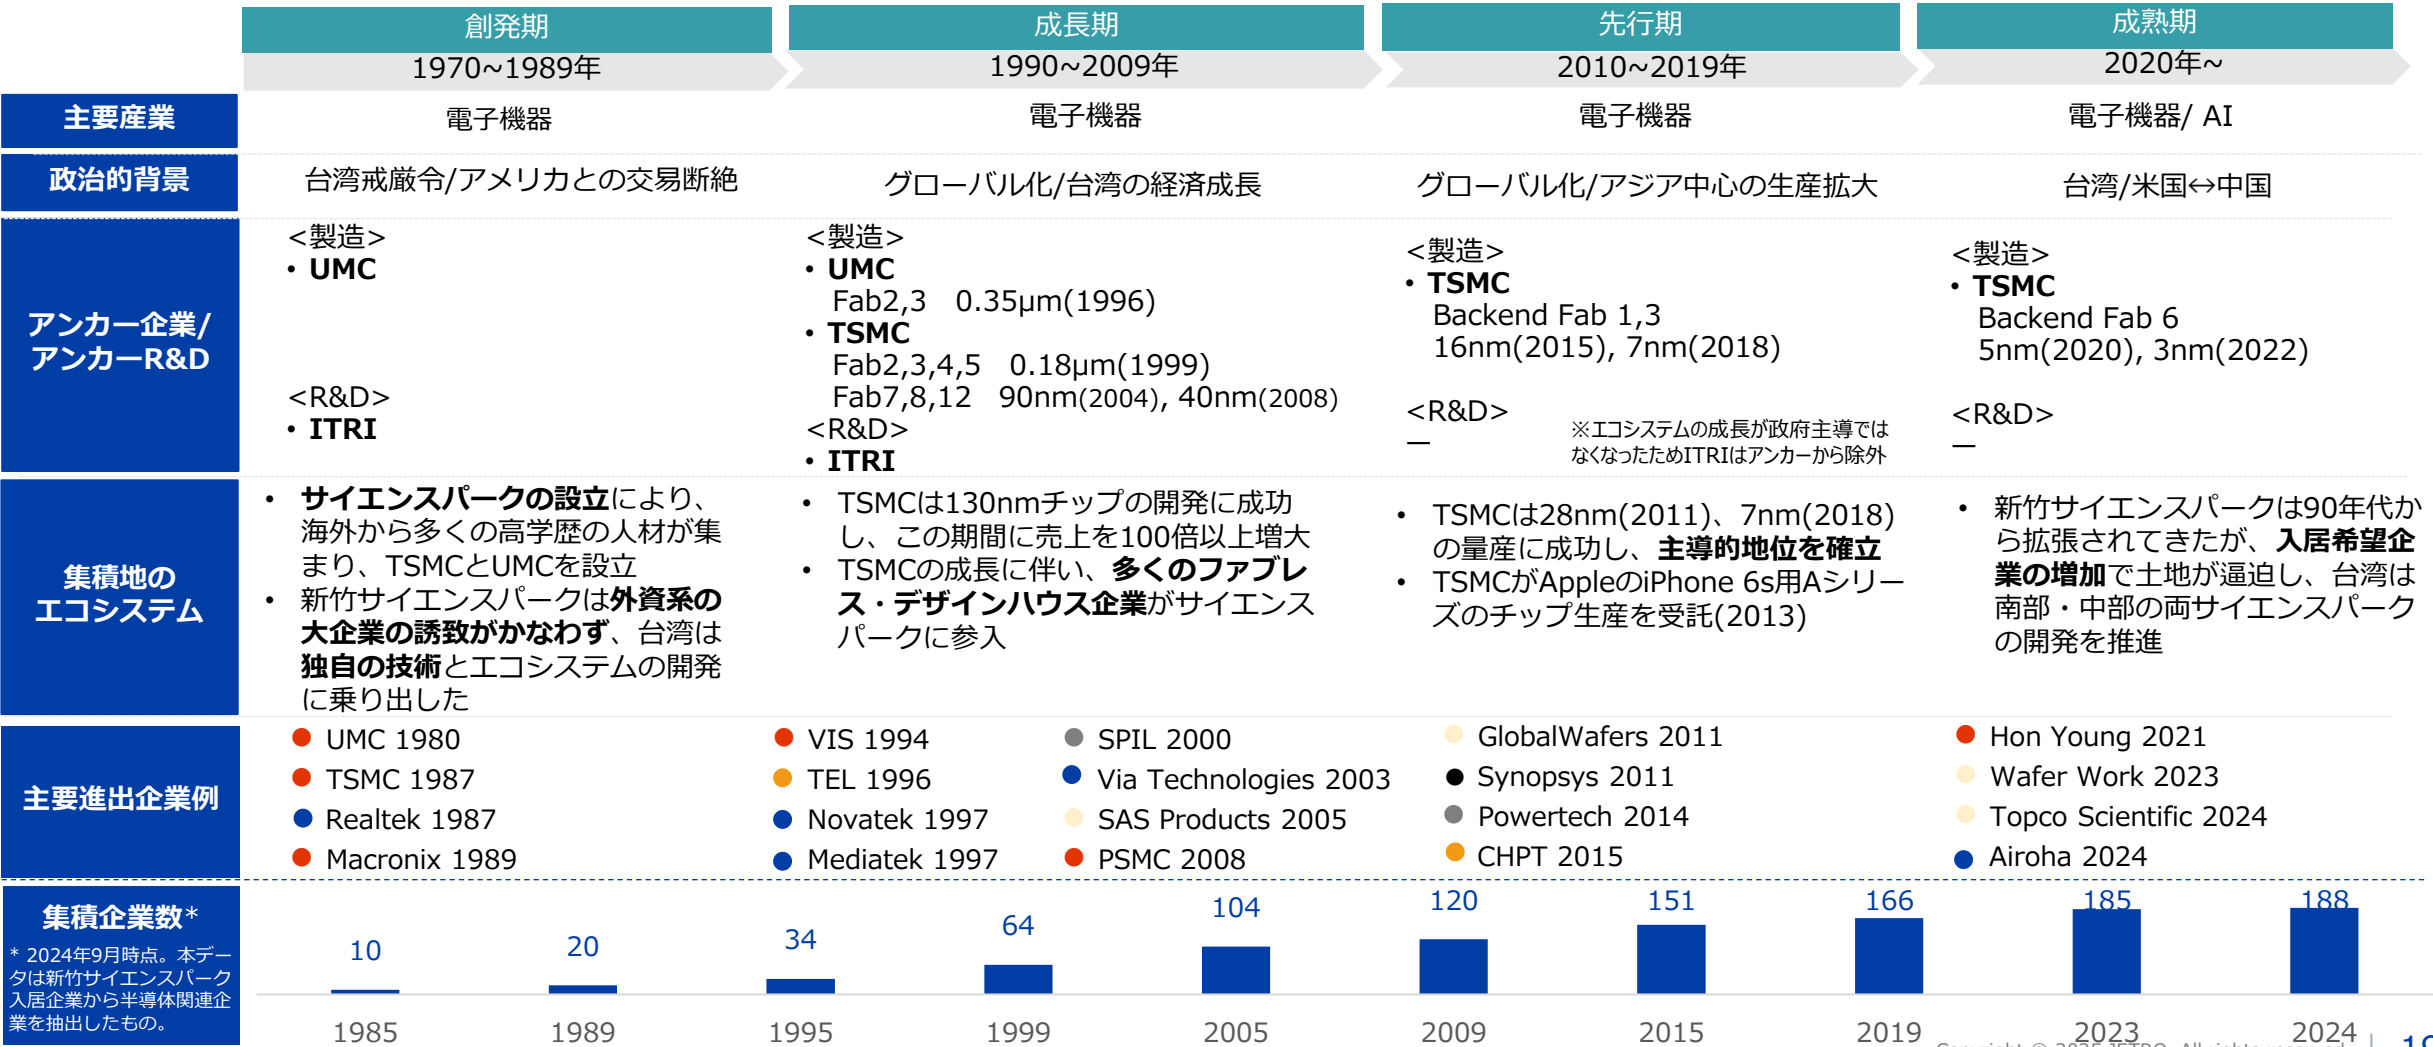 創発期
成長期
先行期
成熟期
1970~1989年
1990~2009年
2010~2019年
2020年~
主要産業
電子機器
電子機器
電子機器
電子機器/ AI
政治的背景
台湾戒厳令/アメリカとの交易断絶
グローバル化/台湾の経済成長
グローバル化/アジア中心の生産拡大
台湾/米国↔中国
アンカー企業/
アンカーR&D
<製造>
• UMC
<R&D>
• ITRI
<製造>
• UMC
Fab2,3 0.35μm(1996)
• TSMC
Fab2,3,4,5 0.18μm(1999)
Fab7,8,12 90nm(2004), 40nm(2008)
<R&D>
• ITRI
<製造>
• TSMC
Backend Fab 1,3
16nm(2015), 7nm(2018)
<R&D>
ー
※エコシステムの成長が政府主導では
なくなったためITRIはアンカーから除外
<製造>
• TSMC
Backend Fab 6
5nm(2020), 3nm(2022)
<R&D>
ー
集積地の
エコシステム
• サイエンスパークの設立により、
海外から多くの高学歴の人材が集
まり、TSMCとUMCを設立
• 新竹サイエンスパークは外資系の
大企業の誘致がかなわず、台湾は
独自の技術とエコシステムの開発
に乗り出した
• TSMCは130nmチップの開発に成功
し、この期間に売上を100倍以上増大
• TSMCの成長に伴い、多くのファブレ
ス・デザインハウス企業がサイエンス
パークに参入
• TSMCは28nm(2011)、7nm(2018)
の量産に成功し、主導的地位を確立
• TSMCがAppleのiPhone 6s用Aシリー
ズのチップ生産を受託(2013)
• 新竹サイエンスパークは90年代か
ら拡張されてきたが、入居希望企
業の増加で土地が逼迫し、台湾は
南部・中部の両サイエンスパーク
の開発を推進
主要進出企業例
UMC 1980
TSMC 1987
Realtek 1987
Macronix 1989
VIS 1994
TEL 1996
Novatek 1997
Mediatek 1997
SPIL 2000
Via Technologies 2003
SAS Products 2005
PSMC 2008
GlobalWafers 2011
Synopsys 2011
Powertech 2014
CHPT 2015
Hon Young 2021
Wafer Work 2023
Topco Scientific 2024
Airoha 2024
集積企業数*
* 2024年9月時点。本デー
タは新竹サイエンスパーク
入居企業から半導体関連企
業を抽出したもの。
10
20
34
64
104
120
151
166
185
188
1985
1989
1995
1999
2005
2009
2015
2019
2023
2024
Copyright © 2025 JETRO. All rights reserved.